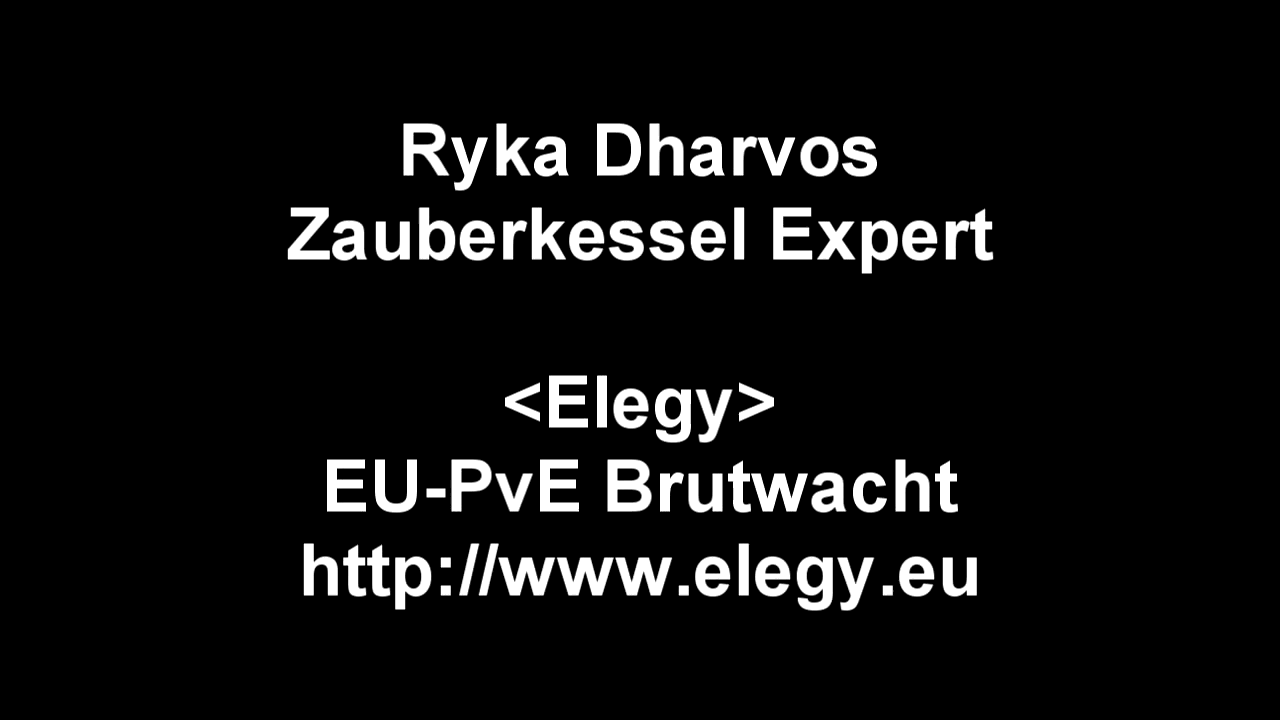 Ryka Dharvos
Zauberkessel Expert
<Elegy>
EU-PvE Brutwacht
http://www.elegy.eu